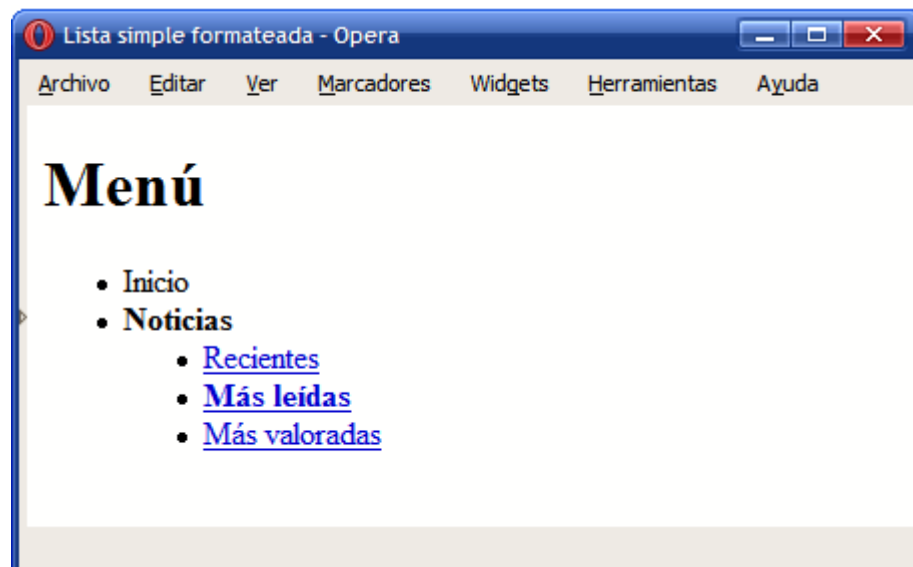 Lista simple formateada - Opera
Archivo Editar Ver Marcadores Widgets Herramientas Ayuda
Menú
Inicio
Noticias
Recientes
Más leídas
Más valoradas